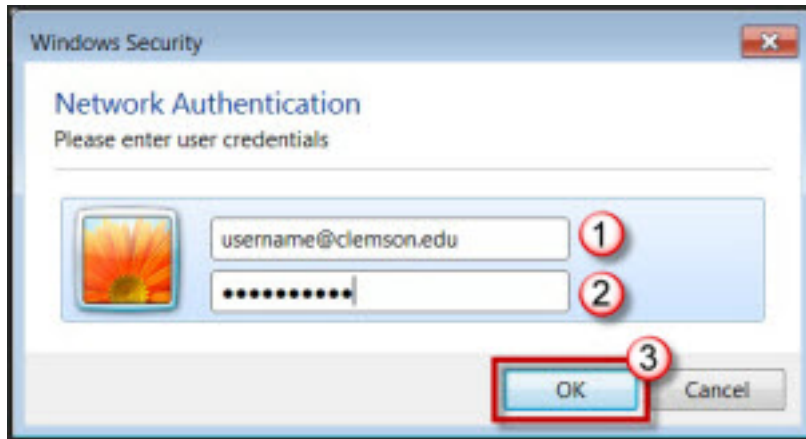 Windows Security
Network Authentication
Please enter user credentials
username@clemson.edu
1
●●●●●●●●●●
2
3
OK
Cancel